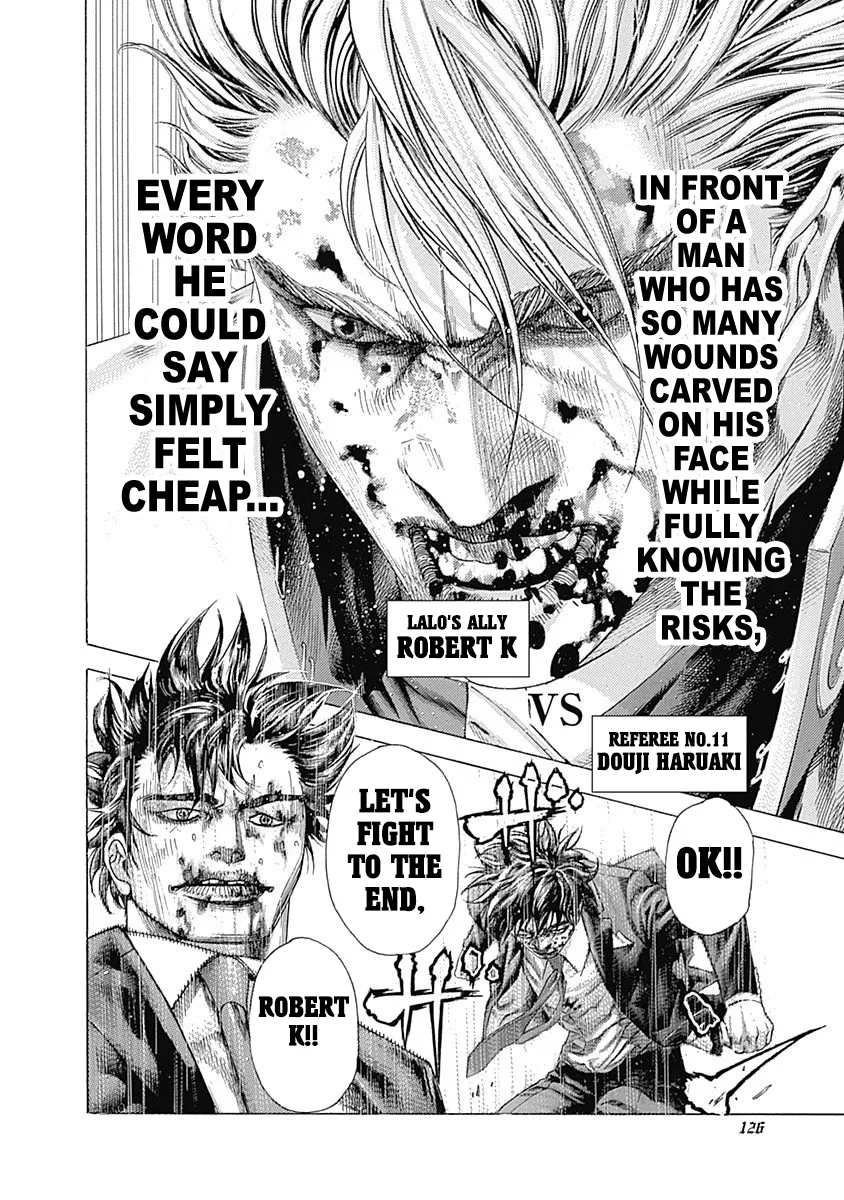 IN FRONT
OF A
MAN
WHO HAS
SO MANY
WOUNDS
CARVED
ON HIS
FACE
WHILE
FULLY
KNOWING
THE
RISKS,
EVERY
WORD
HE
COULD
SAY
SIMPLY
FELT
CHEAP...
LALO'S ALLY
ROBERT K
VS
REFEREE NO.11
DOUJI HARUAKI
OK!!
ザ
LET'S
FIGHT
TO THE
END,
ザ
ROBERT
K!!
126